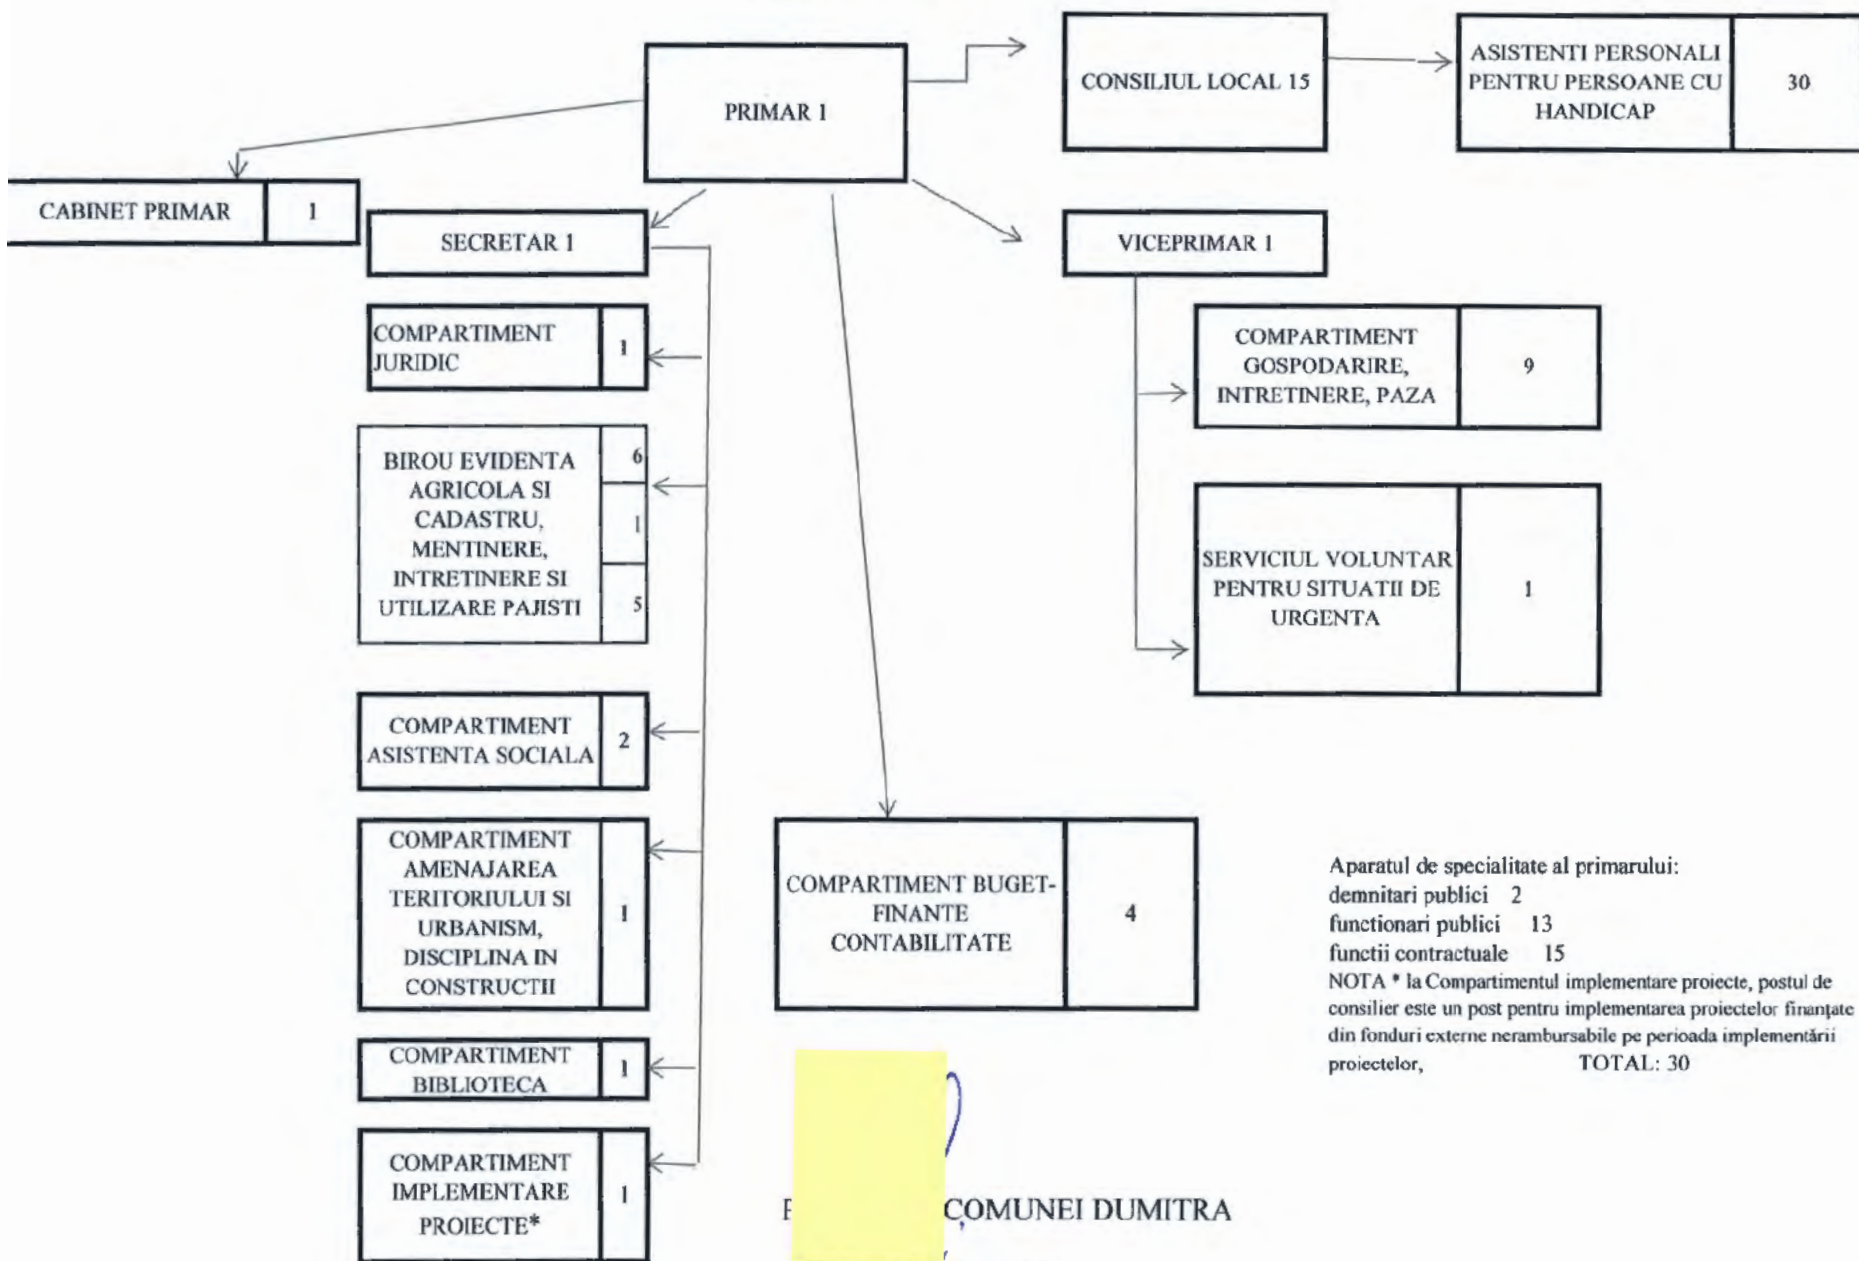 PRIMAR 1
CONSILIUL LOCAL 15
ASISTENTI PERSONALI
PENTRU PERSOANE CU
HANDICAP
30
CABINET PRIMAR
1
SECRETAR 1
VICEPRIMAR 1
COMPARTIMENT
JURIDIC
1
BIROU EVIDENTA
AGRICOLA SI
CADASTRU,
MENTINERE,
INTRETINERE SI
UTILIZARE PAJISTI
6
1
5
COMPARTIMENT
ASISTENTA SOCIALA
2
COMPARTIMENT
AMENAJAREA
TERITORIULUI SI
URBANISM,
DISCIPLINA IN
CONSTRUCTII
1
COMPARTIMENT
BIBLIOTECA
1
COMPARTIMENT
IMPLEMENTARE
PROIECTE*
1
COMPARTIMENT
GOSPODARIRE,
INTRETINERE, PAZA
9
SERVICIUL VOLUNTAR
PENTRU SITUATII DE
URGENTA
1
COMPARTIMENT BUGET-
FINANTE
CONTABILITATE
4
Aparatul de specialitate al primarului:
demnitari publici 2
functionari publici 13
functii contractuale 15
NOTA * la Compartimentul implementare proiecte, postul de
consilier este un post pentru implementarea proiectelor finanțate
din fonduri externe nerambursabile pe perioada implementării
proiectelor, TOTAL: 30
COMUNEI DUMITRA